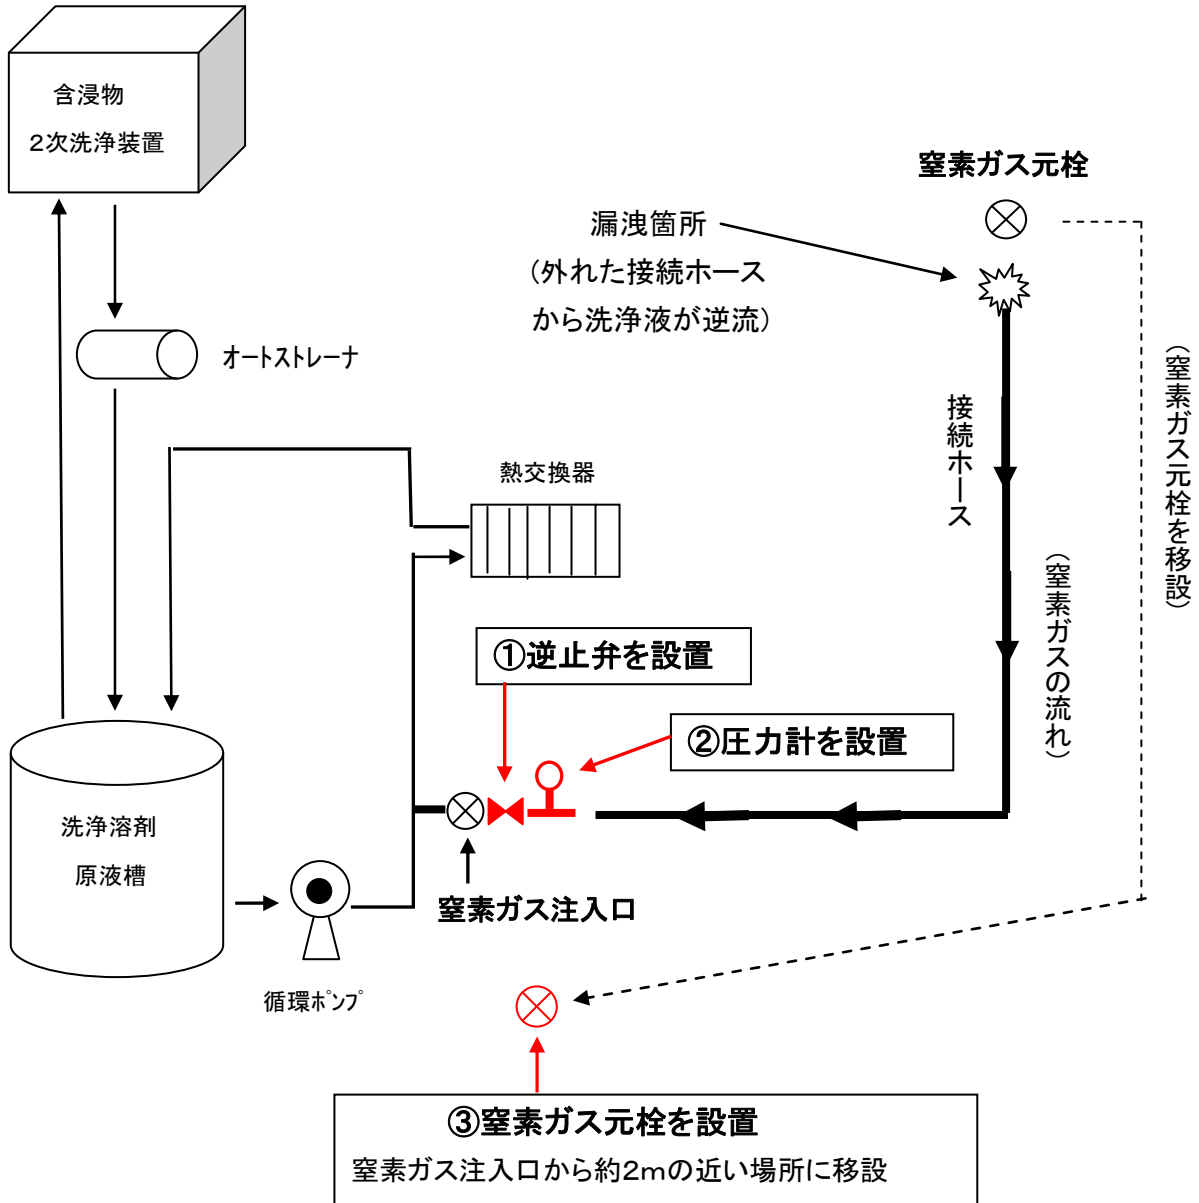 含浸物
2次洗浄装置
窒素ガス元栓
漏洩箇所
(外れた接続ホース
から洗浄液が逆流)
オートストレーナ
接続ホース
(窒素ガス元栓を移設)
熱交換器
(窒素ガスの流れ)
①逆止弁を設置
②圧力計を設置
洗浄溶剤
原液槽
窒素ガス注入口
循環ポンプ
③窒素ガス元栓を設置
窒素ガス注入口から約2mの近い場所に移設